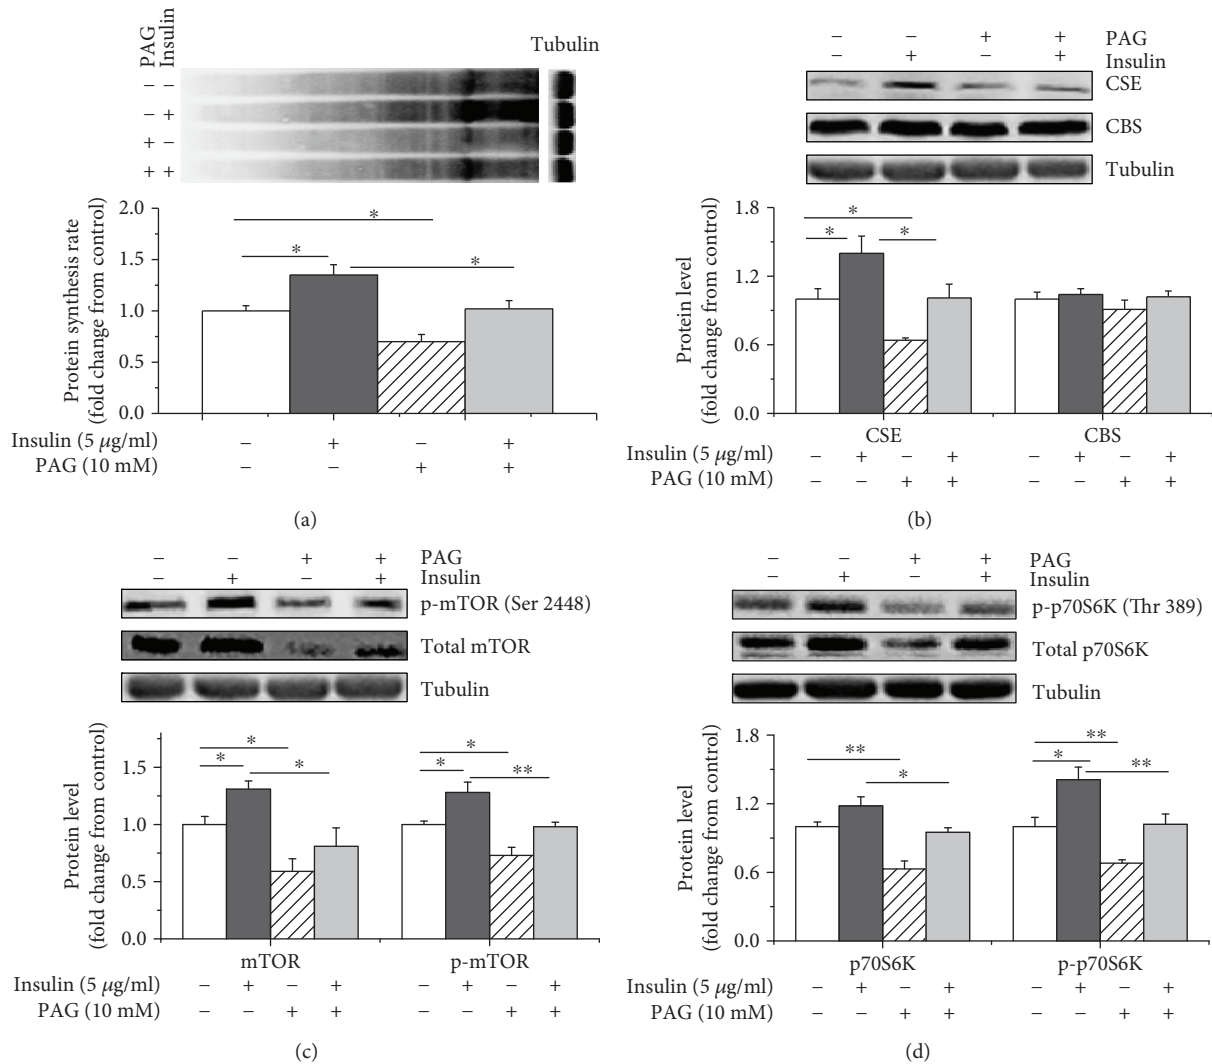 PAG
Insulin
Tubulin
− −
− +
+ −
+ +
*
*
*
2.0
1.5
1.0
0.5
0.0
Protein synthesis rate
(fold change from control)
Insulin (5 μg/ml) − + − +
PAG (10 mM) − − + +
(a)
− − + + PAG
− + − + Insulin
CSE
CBS
Tubulin
*
* *
1.8
1.2
0.6
0.0
Protein level
(fold change from control)
CSE CBS
Insulin (5 μg/ml) − + − + − + − +
PAG (10 mM) − − + + − − + +
(b)
− − + + PAG
− + − + Insulin
p-mTOR (Ser 2448)
Total mTOR
Tubulin
* *
* * * **
1.5
1.0
0.5
0.0
Protein level
(fold change from control)
mTOR p-mTOR
Insulin (5 μg/ml) − + − + − + − +
PAG (10 mM) − − + + − − + +
(c)
− − + + PAG
− + − + Insulin
p-p70S6K (Thr 389)
Total p70S6K
Tubulin
** **
* * **
1.8
1.2
0.6
0.0
Protein level
(fold change from control)
p70S6K p-p70S6K
Insulin (5 μg/ml) − + − + − + − +
PAG (10 mM) − − + + − − + +
(d)